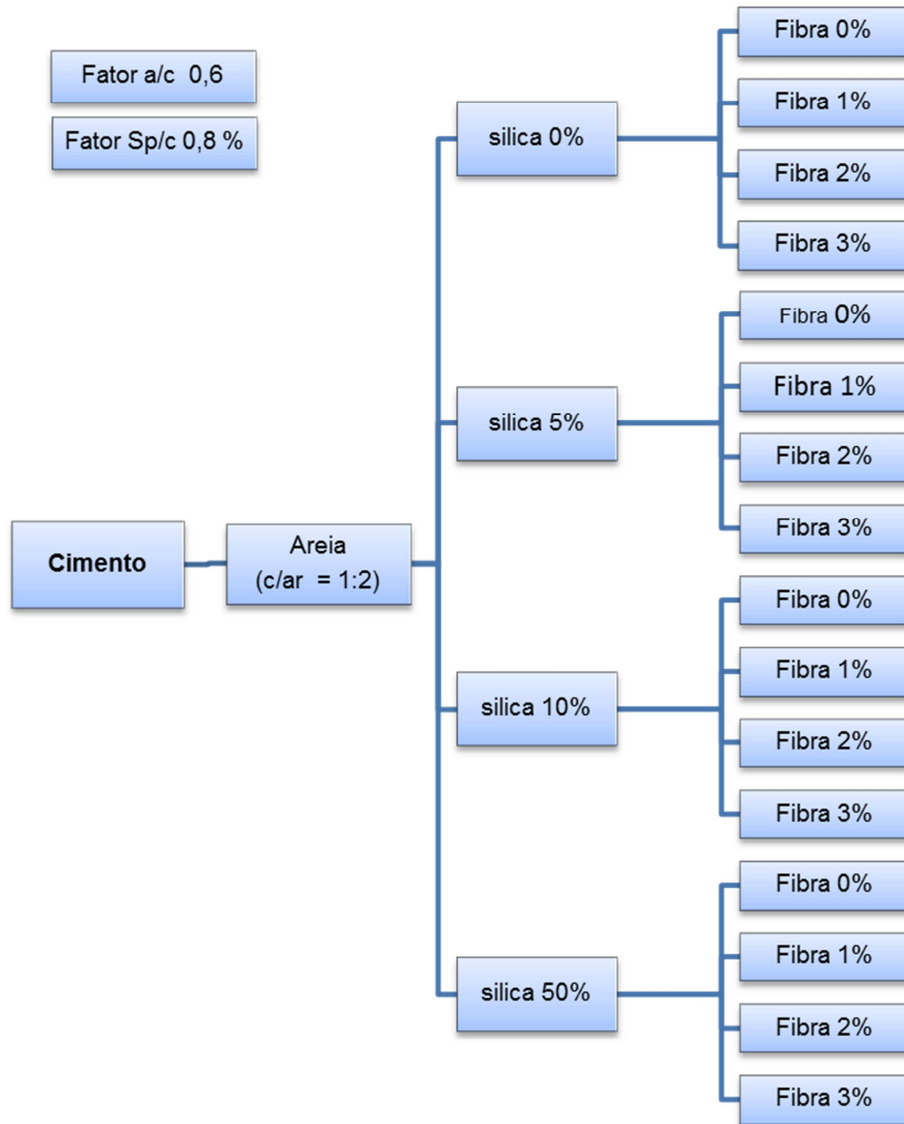 Fator a/c 0,6
Fator Sp/c 0,8 %
Cimento
Areia
(c/ar = 1:2)
silica 0%
Fibra 0%
Fibra 1%
Fibra 2%
Fibra 3%
silica 5%
Fibra 0%
Fibra 1%
Fibra 2%
Fibra 3%
silica 10%
Fibra 0%
Fibra 1%
Fibra 2%
Fibra 3%
silica 50%
Fibra 0%
Fibra 1%
Fibra 2%
Fibra 3%